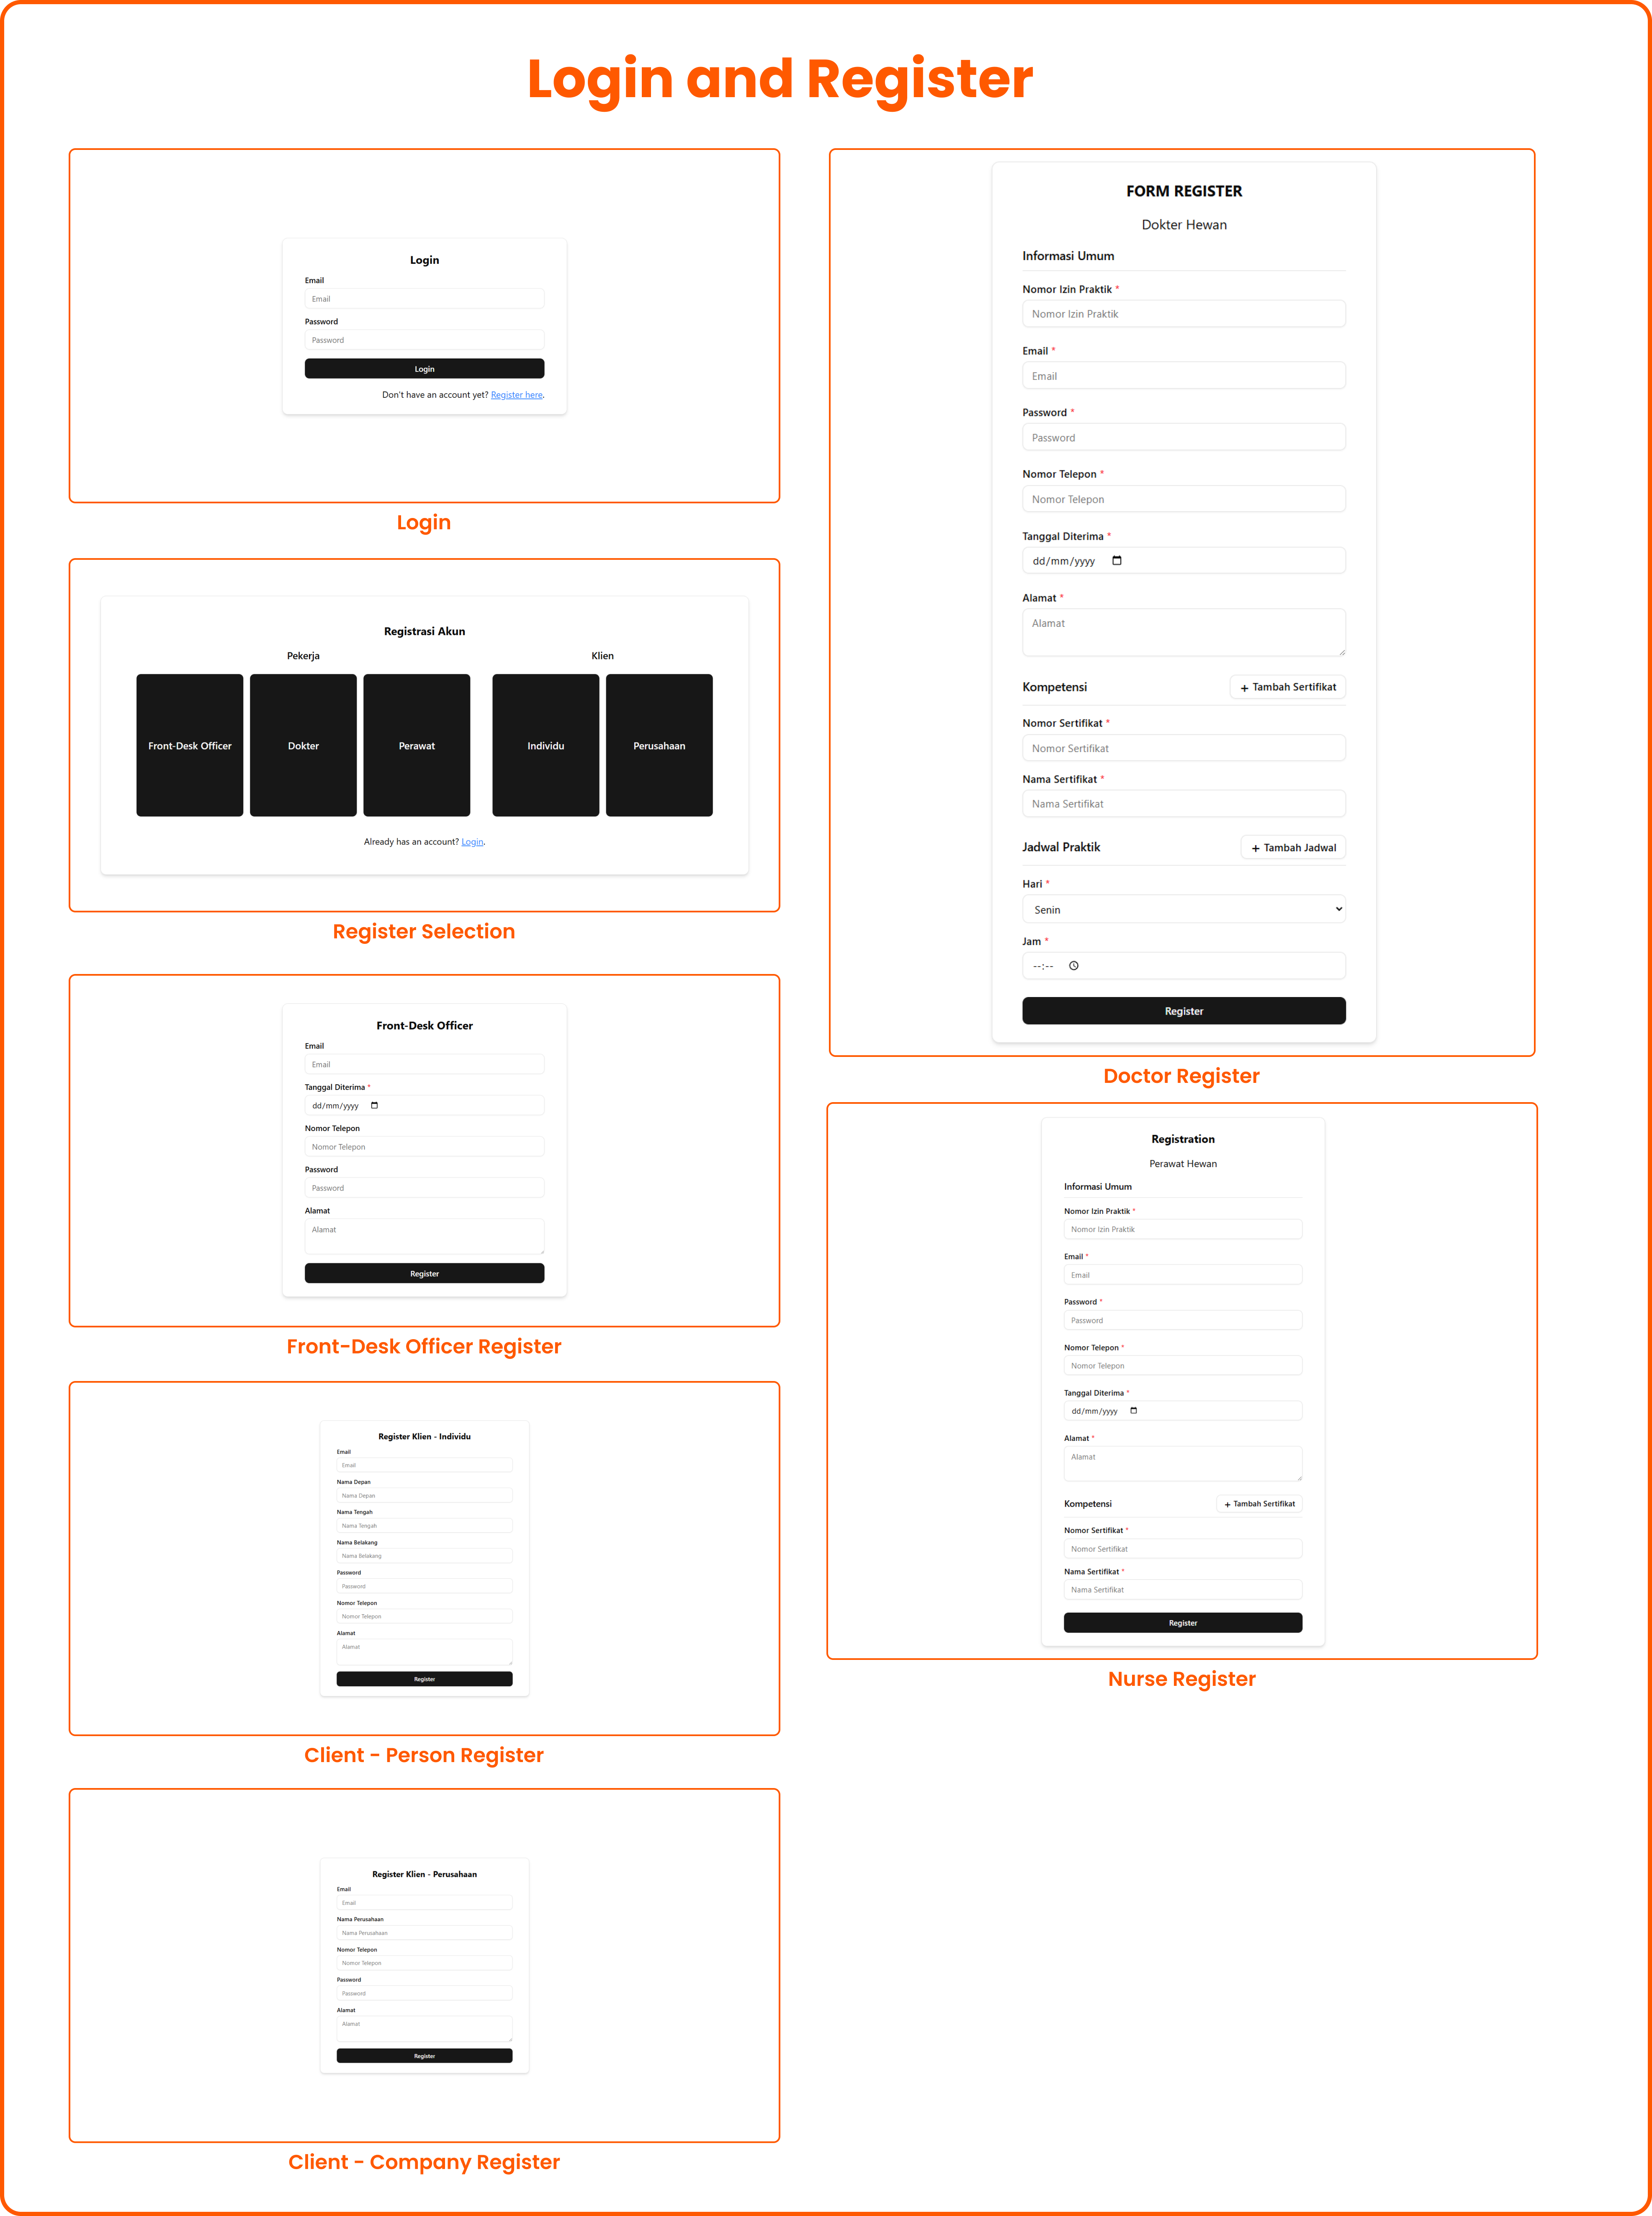 Login and Register
Login
Email
Email
Password
Password
Login
Don't have an account yet? Register here.
Login
Registrasi Akun
Pekerja
Klien
Front-Desk Officer
Dokter
Perawat
Individu
Perusahaan
Already has an account? Login.
Register Selection
Front-Desk Officer
Email
Email
Tanggal Diterima *
dd/mm/yyyy
Nomor Telepon
Nomor Telepon
Password
Password
Alamat
Alamat
Register
Front-Desk Officer Register
Register Klien - Individu
Email
Email
Nama Depan
Nama Depan
Nama Tengah
Nama Tengah
Nama Belakang
Nama Belakang
Password
Password
Nomor Telepon
Nomor Telepon
Alamat
Alamat
Register
Client - Person Register
Register Klien - Perusahaan
Email
Email
Nama Perusahaan
Nama Perusahaan
Nomor Telepon
Nomor Telepon
Password
Password
Alamat
Alamat
Register
Client - Company Register
FORM REGISTER
Dokter Hewan
Informasi Umum
Nomor Izin Praktik *
Nomor Izin Praktik
Email *
Email
Password *
Password
Nomor Telepon *
Nomor Telepon
Tanggal Diterima *
dd/mm/yyyy
Alamat *
Alamat
Kompetensi
+ Tambah Sertifikat
Nomor Sertifikat *
Nomor Sertifikat
Nama Sertifikat *
Nama Sertifikat
Jadwal Praktik
+ Tambah Jadwal
Hari *
Senin
Jam *
--:--
Register
Doctor Register
Registration
Perawat Hewan
Informasi Umum
Nomor Izin Praktik *
Nomor Izin Praktik
Email *
Email
Password *
Password
Nomor Telepon *
Nomor Telepon
Tanggal Diterima *
dd/mm/yyyy
Alamat *
Alamat
Kompetensi
+ Tambah Sertifikat
Nomor Sertifikat *
Nomor Sertifikat
Nama Sertifikat *
Nama Sertifikat
Register
Nurse Register